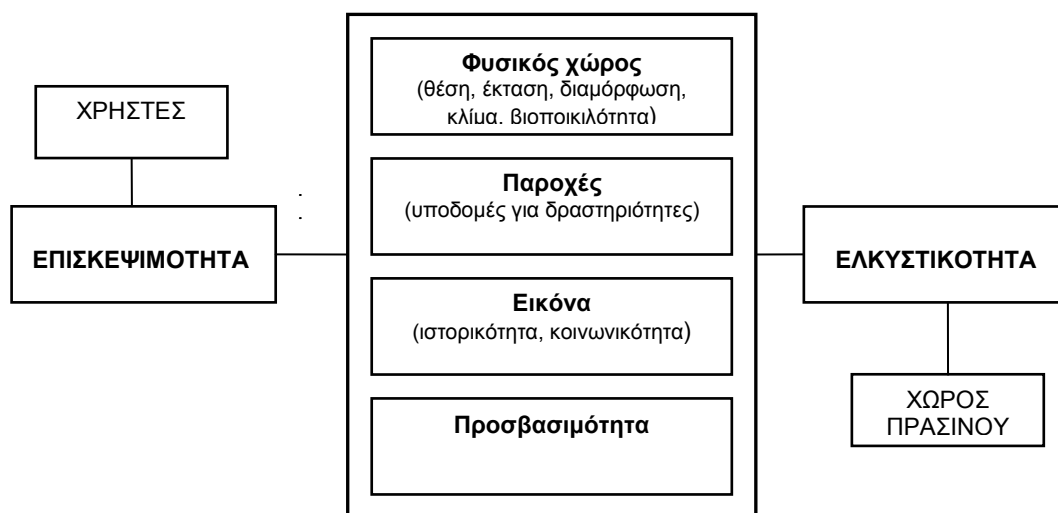 Φυσικός χώρος
(θέση, έκταση, διαμόρφωση,
κλίμα, βιοποικιλότητα)
ΧΡΗΣΤΕΣ
Παροχές
(υποδομές για δραστηριότητες)
ΕΠΙΣΚΕΨΙΜΟΤΗΤΑ
ΕΛΚΥΣΤΙΚΟΤΗΤΑ
Εικόνα
(ιστορικότητα, κοινωνικότητα)
ΧΩΡΟΣ
ΠΡΑΣΙΝΟΥ
Προσβασιμότητα